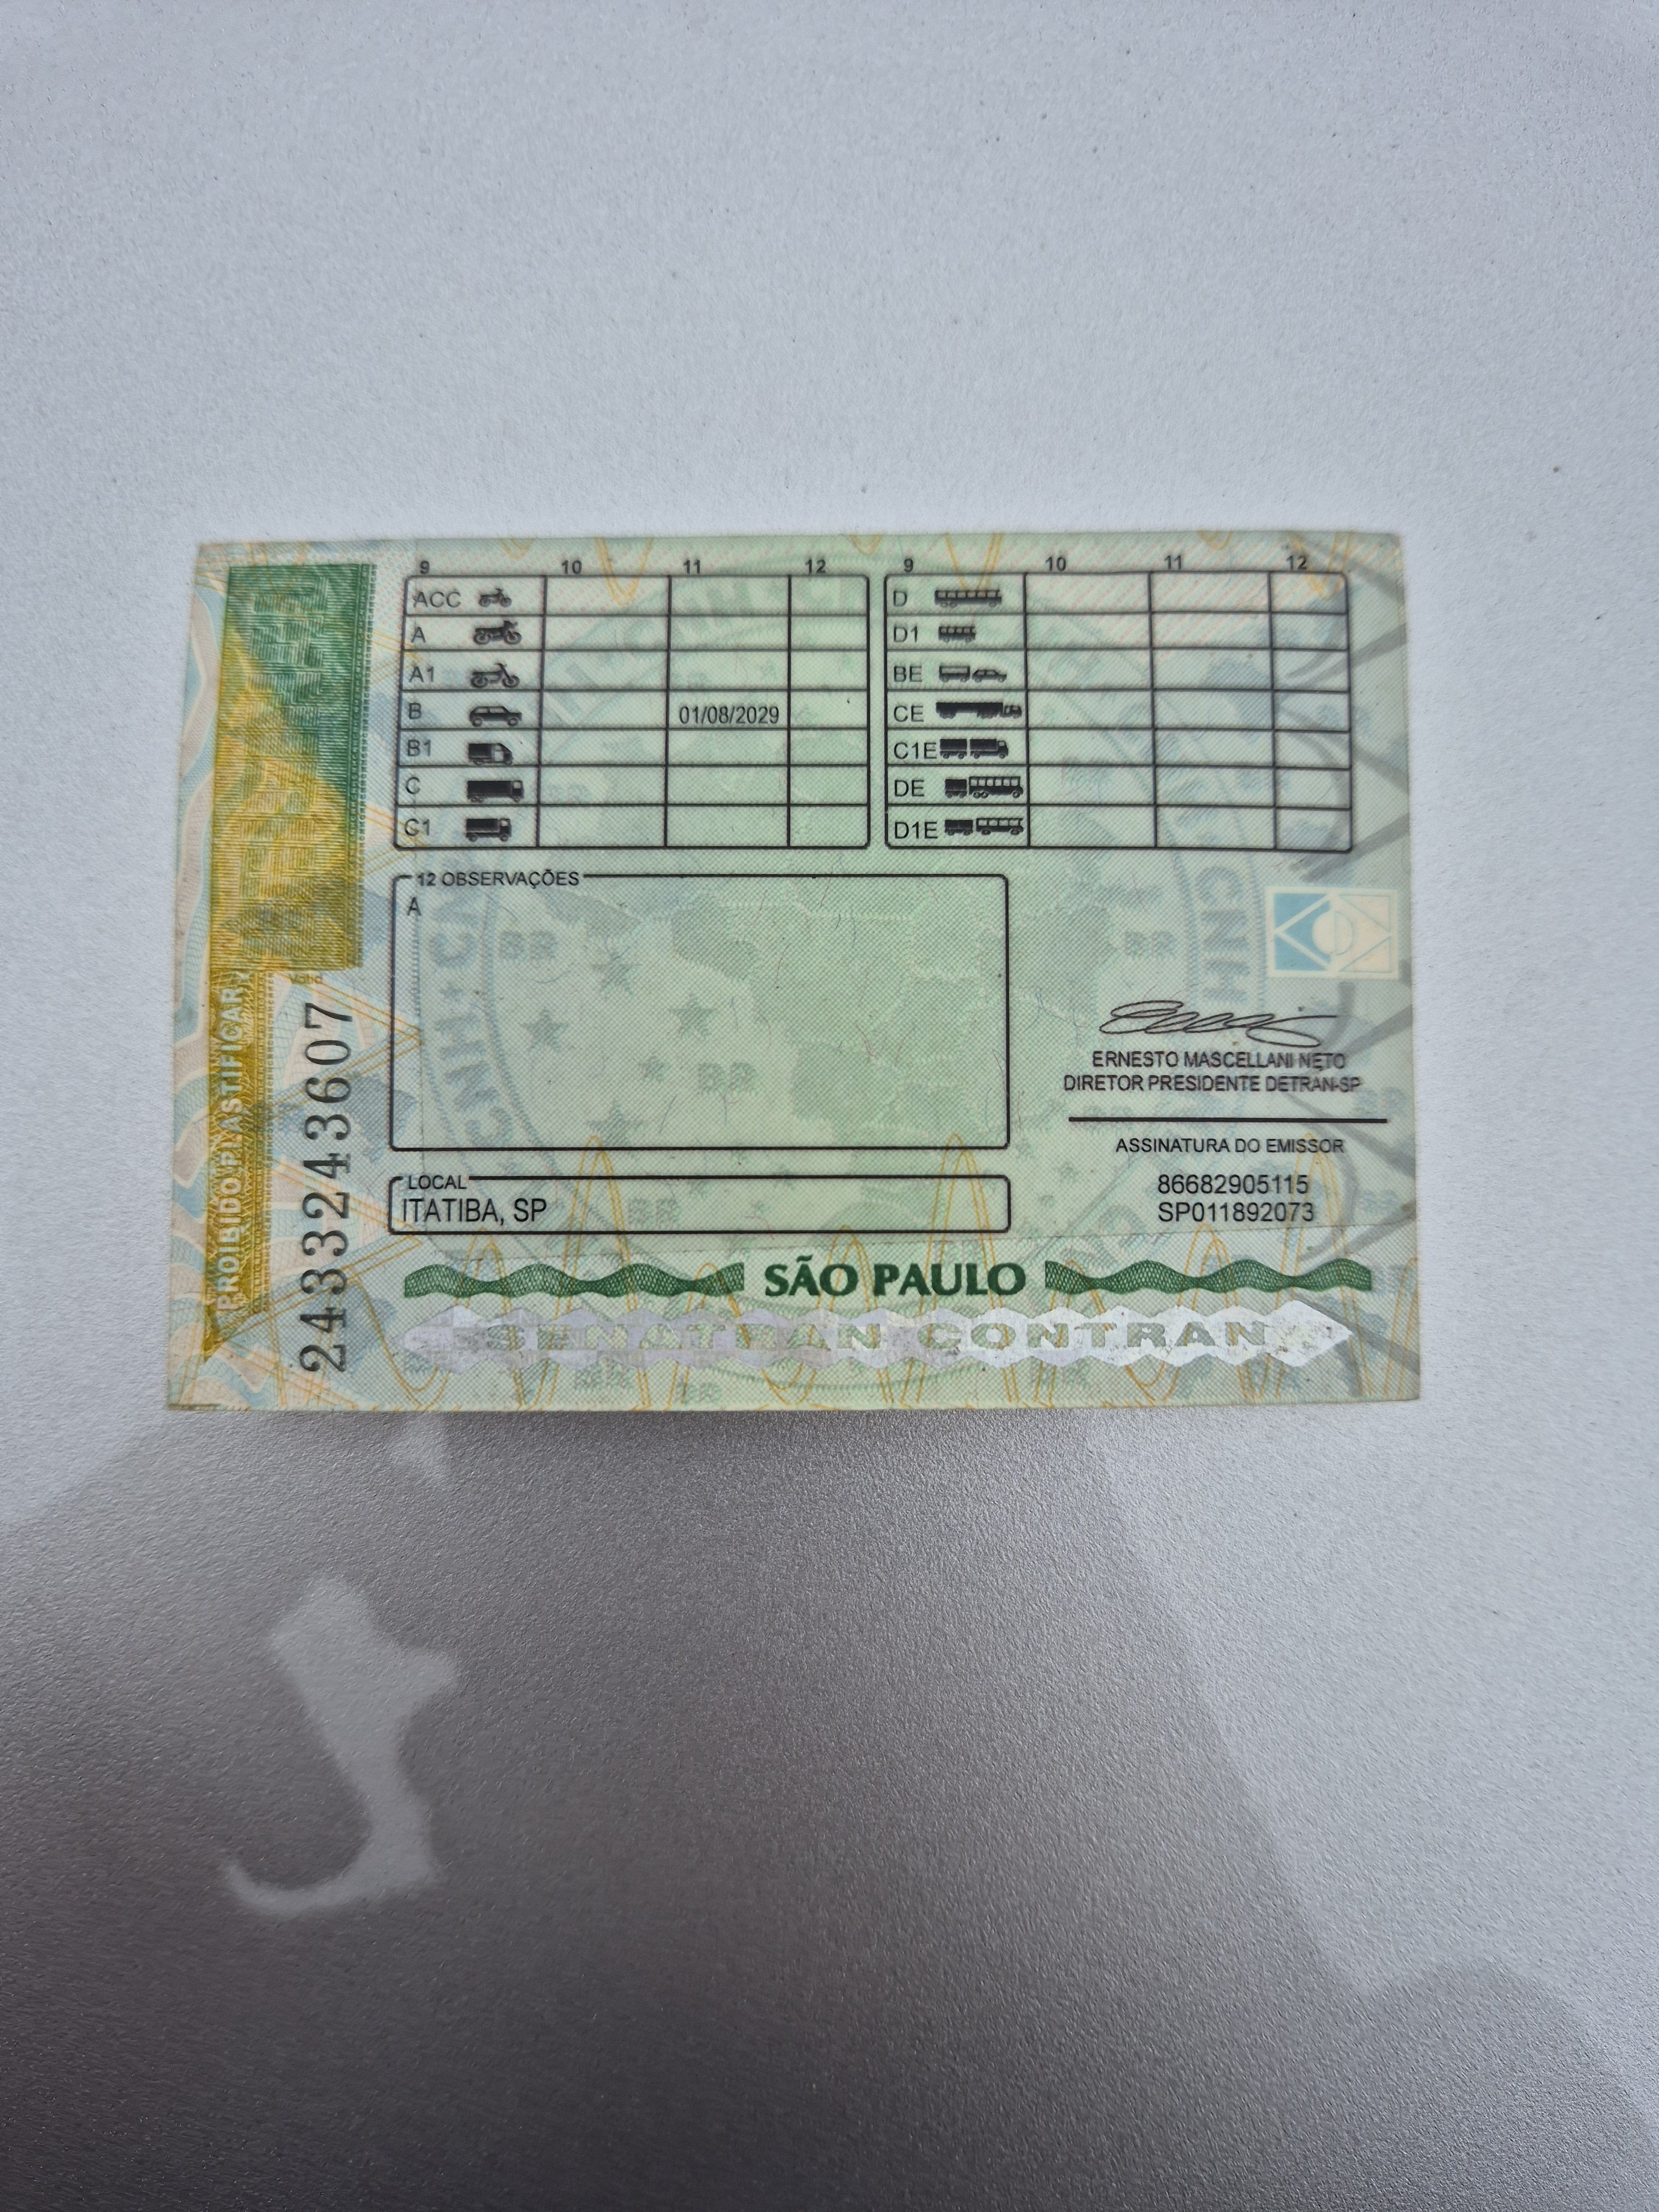 9 10 11 12
ACC
A
A1
B 01/08/2029
B1
C
C1
9 10 11 12
D
D1
BE
CE
C1E
DE
D1E
12 OBSERVAÇÕES
A
LOCAL
ITATIBA, SP
ERNESTO MASCELLANI NETO
DIRETOR PRESIDENTE DETRAN-SP
ASSINATURA DO EMISSOR
86682905115
SP011892073
SÃO PAULO
SENATRAN CONTRAN
PROIBIDO PLASTIFICAR
2433243607